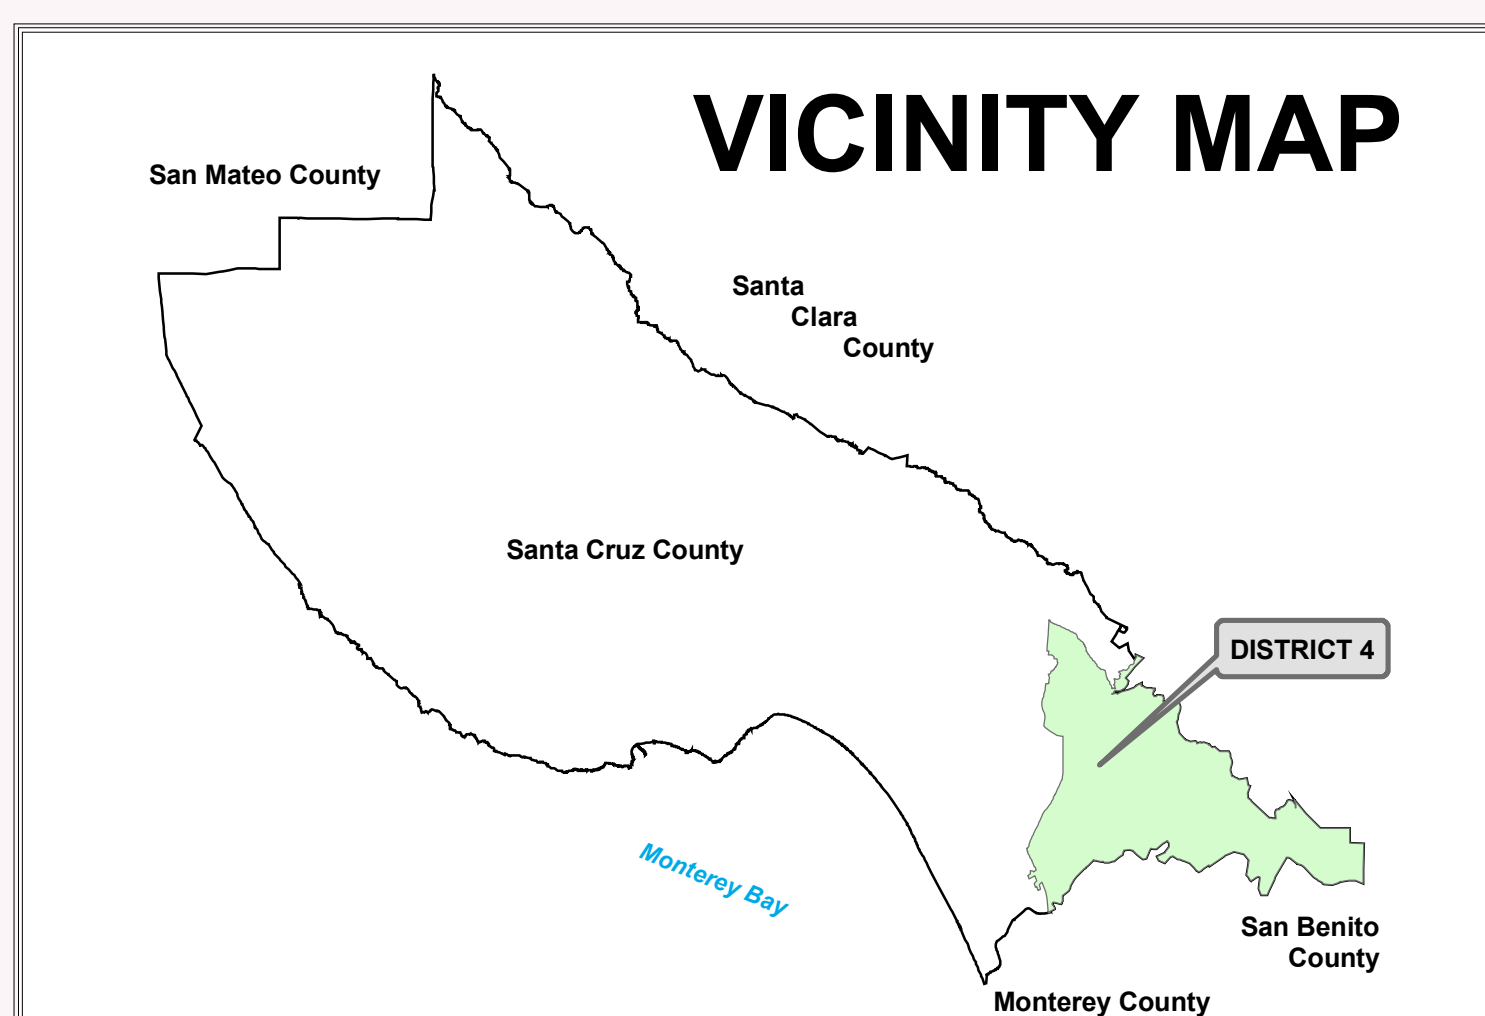 VICINITY MAP
San Mateo County
Santa
Clara
County
Santa Cruz County
DISTRICT 4
Monterey Bay
San Benito
County
Monterey County